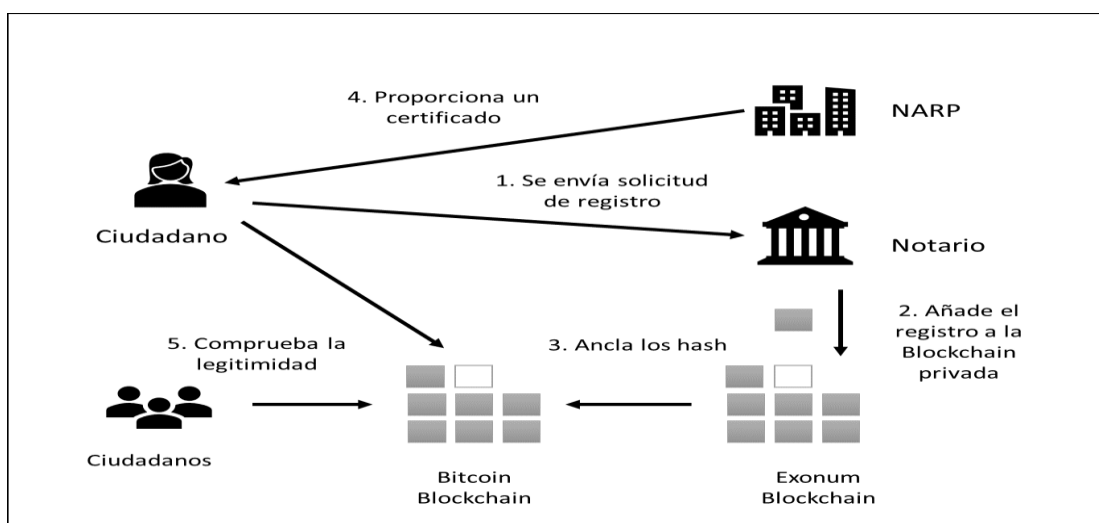 4. Proporciona un
certificado
NARP
1. Se envía solicitud
de registro
Ciudadano
Notario
2. Añade el
registro a la
Blockchain
privada
5. Comprueba la
legitimidad
3. Ancla los hash
Ciudadanos
Bitcoin
Blockchain
Exonum
Blockchain